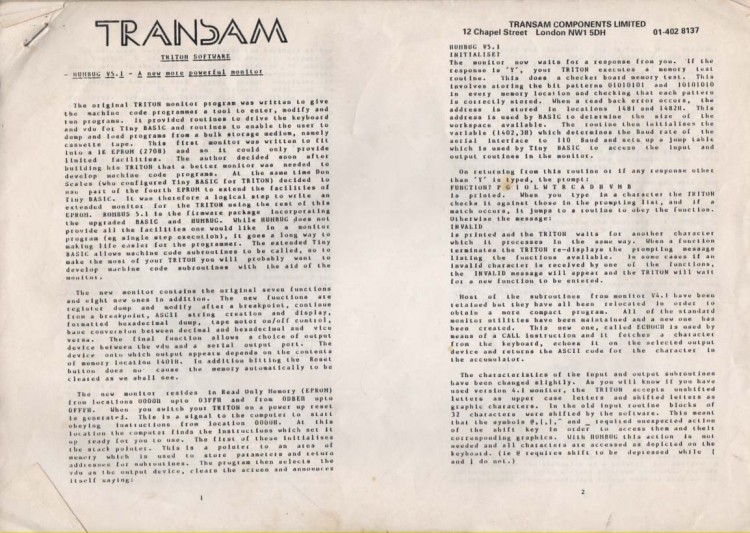 TRANSAM
TRITON SOFTWARE
- HUMBUG V5.1 - A new more powerful monitor
The original TRITON monitor program was written to give
the machine code programmer a tool to enter, modify and
run programs. It provided routines to drive the keyboard
and vdu for Tiny BASIC and routines to enable the user to
dump and load programs from a bulk storage medium, namely
cassette tape. This first monitor was written to fit
into a 1K EPROM (2708) and so it could only provide
limited facilities. The author decided soon after
building his TRITON that a better monitor was needed to
develop machine code programs. At the same time Don
Scales (who configured Tiny BASIC for TRITON) decided to
use part of the fourth EPROM to extend the facilities of
Tiny BASIC. It was therefore a logical step to write an
extended monitor for the TRITON using the rest of this
EPROM. 5.1 is the firmware package incorporating
the upgraded BASIC and HUMBUG. While HUMBUG does not
provide all the facilities one would like in a monitor
program (eg single step execution), it goes a long way to
making life easier for the programmer. The extended Tiny
BASIC allows machine code subroutines to be called, so to
make the most of your TRITON you will probably want to
develop machine code subroutines with the aid of the
monitor.
The new monitor contains the original seven functions
and eight new ones in addition. The new functions are
register dump and modify after a breakpoint, continue
from a breakpoint, ASCII string creation and display,
formatted hexadecimal dump, tape motor on/off control,
base conversion between decimal and hexadecimal and vice
versa. The final function allows a choice of output
device between the vdu and a serial output port. The
device onto which output appears depends on the contents
of memory location 1401H. In addition hitting the Reset
button does no cause the memory automatically to be
cleared as we shall see.
The new monitor resides in Read Only Memory (EPROM)
from locations 0000H upto 03FFH and from 0DBEH upto
0FFFH. When you switch your TRITON on a power up reset
is generated. This is a signal to the computer to start
obeying instructions from location 0000H. At this
location the computer finds the instructions which set it
up ready for you to use. The first of these initialises
the stack pointer. This is a pointer to an area of
memory which is used to store parameters and return
addresses for subroutines. The program then selects the
vdu as the output device, clears the screen and announces
itself saying:
1
TRANSAM COMPONENTS LIMITED
12 Chapel Street London NW1 5DH 01-402 8137
HUMBUG V5.1
INITIALISE?
The monitor now waits for a response from you. If the
response is 'Y', your TRITON executes a memory test
routine. This does a checker board memory test. This
involves storing the bit patterns 01010101 and 10101010
in every memory location and checking that each pattern
is correctly stored. When a read back error occurs, the
address is stored in locations 1481 and 1482H. This
address is used by BASIC to determine the size of the
workspace available. The routine then initialises the
variable (1402,3H) which determines the Baud rate of the
serial interface to 110 Baud and sets up a jump table
which is used by Tiny BASIC to access the input and
output routines in the monitor.
On returning from this routine or if any response other
than 'Y' is typed, the prompt:
FUNCTION? P G I O L W T R C A D H V M B
is printed. When you type in a character the TRITON
checks it against those in the prompting list, and if a
match occurs, it jumps to a routine to obey the function.
Otherwise the message:
INVALID
is printed and the TRITON waits for another character
which it processes in the same way. When a function
terminates the TRITON re-displays the prompting message
listing the functions available. In some cases if an
invalid character is received by one of the functions,
the INVALID message will appear and the TRITON will wait
for a new function to be entered.
Most of the subroutines from monitor V4.1 have been
retained but they have all been relocated in order to
obtain a more compact program. All of the standard
monitor utilities have been maintained and a new one has
been created. This new one, called ECHOCH is used by
means of a CALL instruction and it fetches a character
from the keyboard, echoes it on the selected output
device and returns the ASCII code for the character in
the accumulator.
The characteristics of the input and output subroutines
have been changed slightly. As you will know if you have
used version 4.1 monitor, the TRITON accepts unshifted
letters as upper case letters and shifted letters as
graphic characters. In the old input routine blocks of
32 characters were shifted by the software. This meant
that the symbols @,[,],^ and _ required unexpected action
of the shift key in order to access them and their
corresponding graphics. With HUMBUG this action is not
needed and all characters are accessed as depicted on the
keyboard. (ie @ requires shift to be depressed while [
and ] do not.)
2